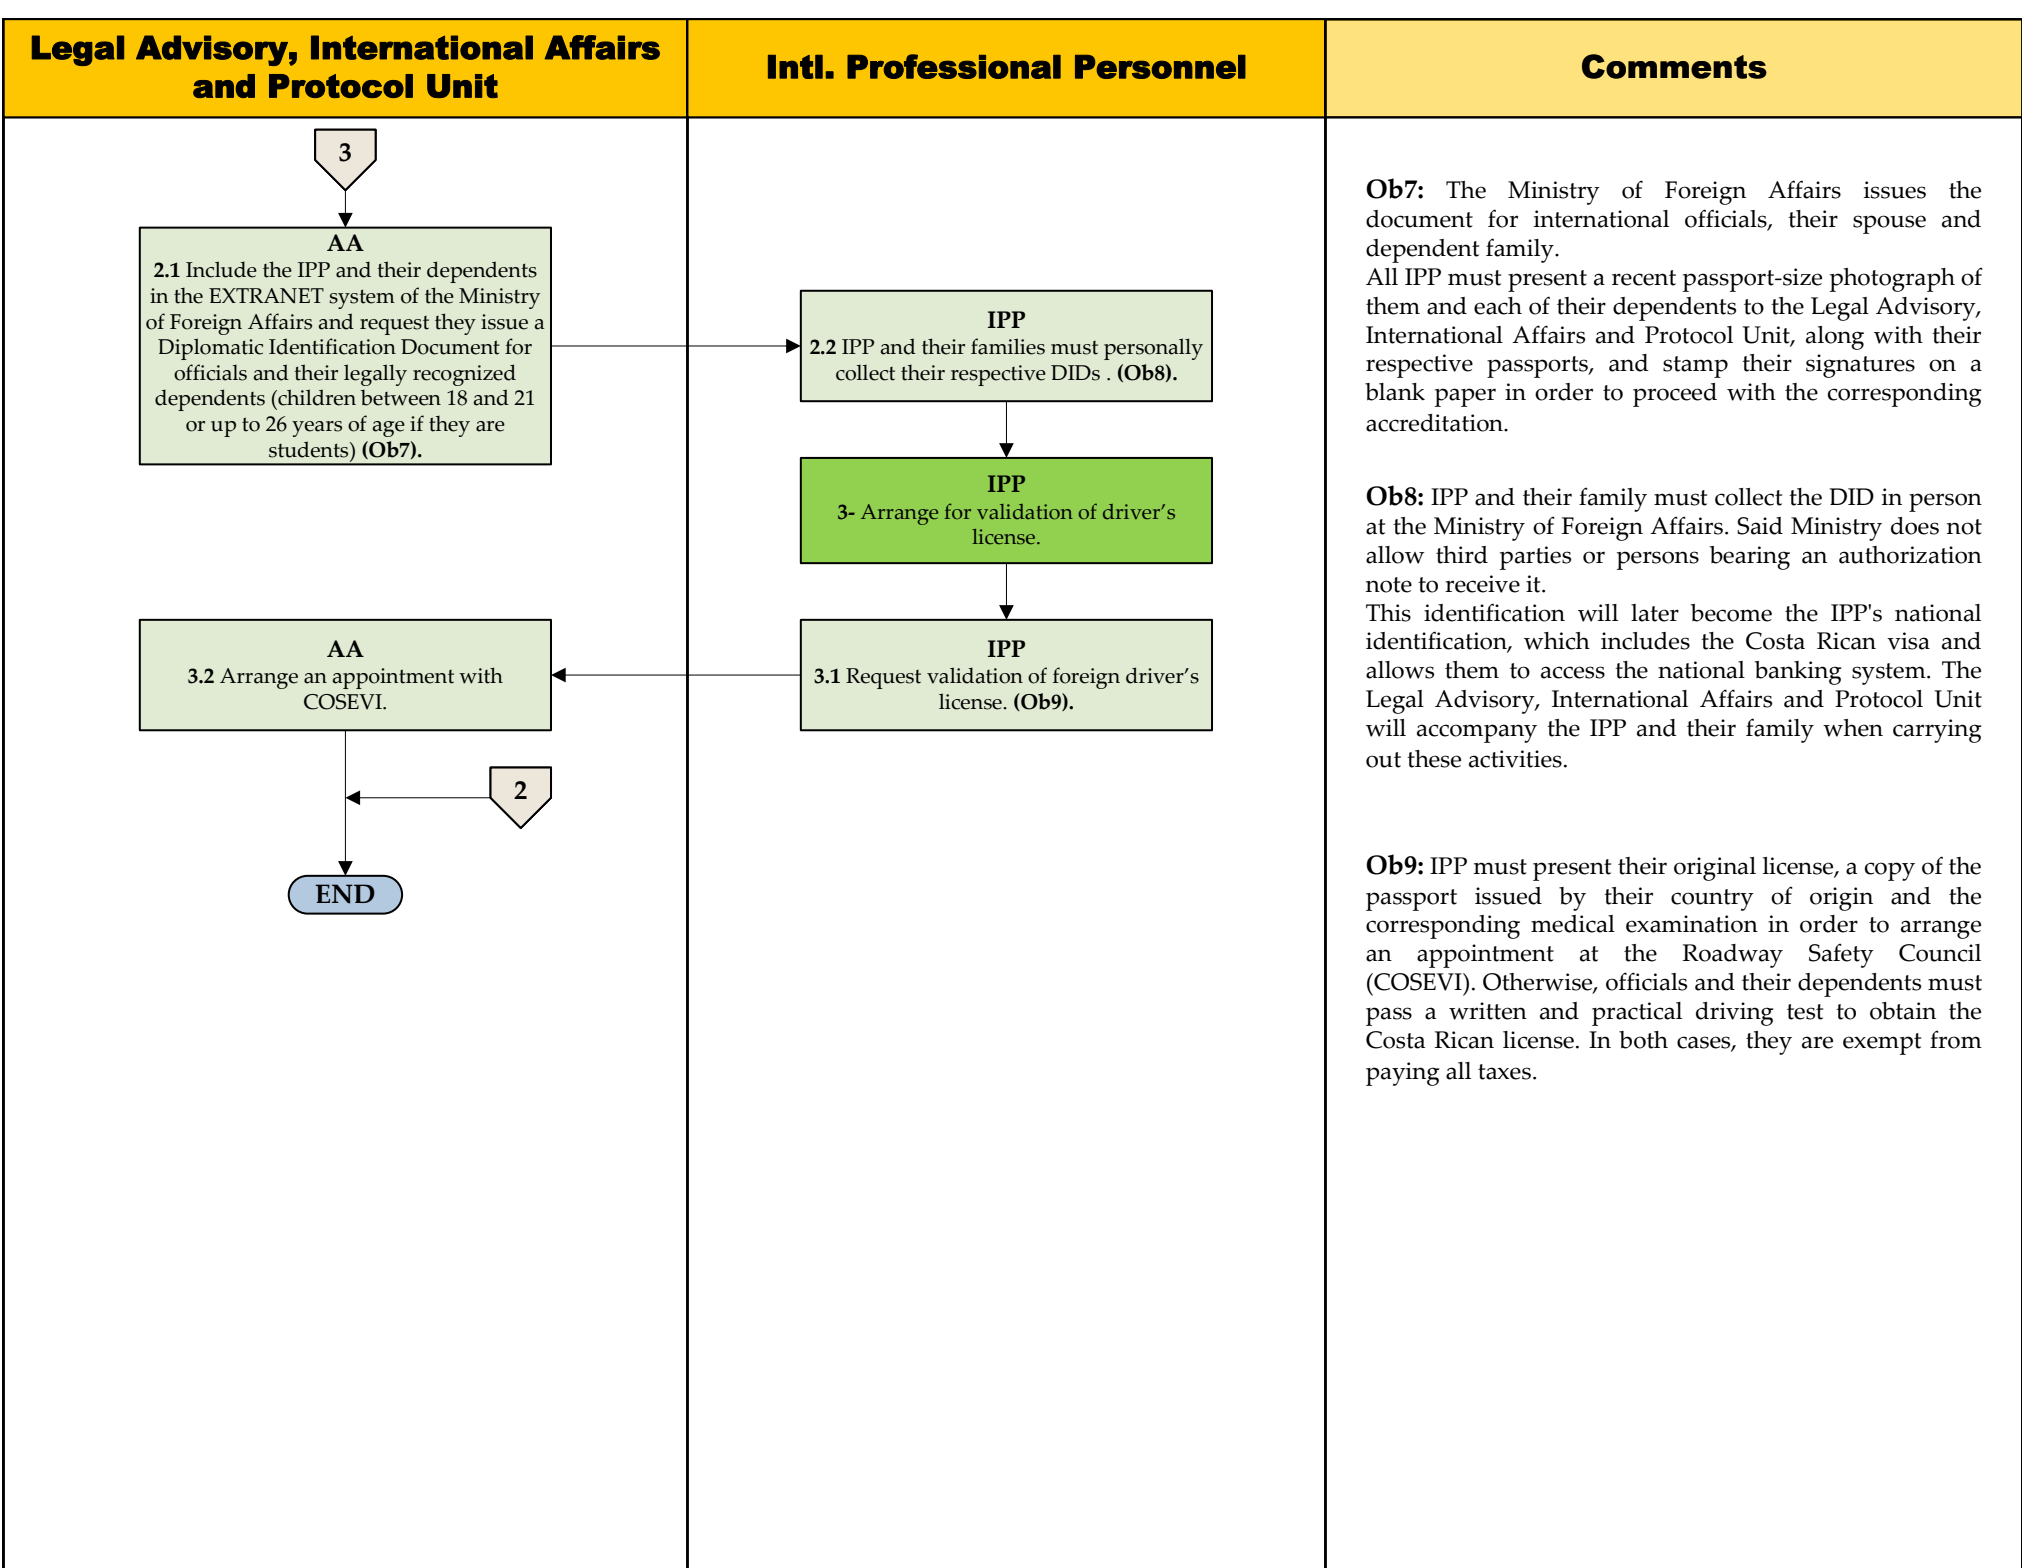 Legal Advisory, International Affairs
and Protocol Unit
Intl. Professional Personnel
Comments
3
AA
2.1 Include the IPP and their dependents
in the EXTRANET system of the Ministry
of Foreign Affairs and request they issue a
Diplomatic Identification Document for
officials and their legally recognized
dependents (children between 18 and 21
or up to 26 years of age if they are
students) (Ob7).
IPP
2.2 IPP and their families must personally
collect their respective DIDs . (Ob8).
IPP
3- Arrange for validation of driver’s
license.
IPP
3.1 Request validation of foreign driver’s
license. (Ob9).
AA
3.2 Arrange an appointment with
COSEVI.
2
END
Ob7: The Ministry of Foreign Affairs issues the
document for international officials, their spouse and
dependent family.
All IPP must present a recent passport-size photograph of
them and each of their dependents to the Legal Advisory,
International Affairs and Protocol Unit, along with their
respective passports, and stamp their signatures on a
blank paper in order to proceed with the corresponding
accreditation.
Ob8: IPP and their family must collect the DID in person
at the Ministry of Foreign Affairs. Said Ministry does not
allow third parties or persons bearing an authorization
note to receive it.
This identification will later become the IPP's national
identification, which includes the Costa Rican visa and
allows them to access the national banking system. The
Legal Advisory, International Affairs and Protocol Unit
will accompany the IPP and their family when carrying
out these activities.
Ob9: IPP must present their original license, a copy of the
passport issued by their country of origin and the
corresponding medical examination in order to arrange
an appointment at the Roadway Safety Council
(COSEVI). Otherwise, officials and their dependents must
pass a written and practical driving test to obtain the
Costa Rican license. In both cases, they are exempt from
paying all taxes.